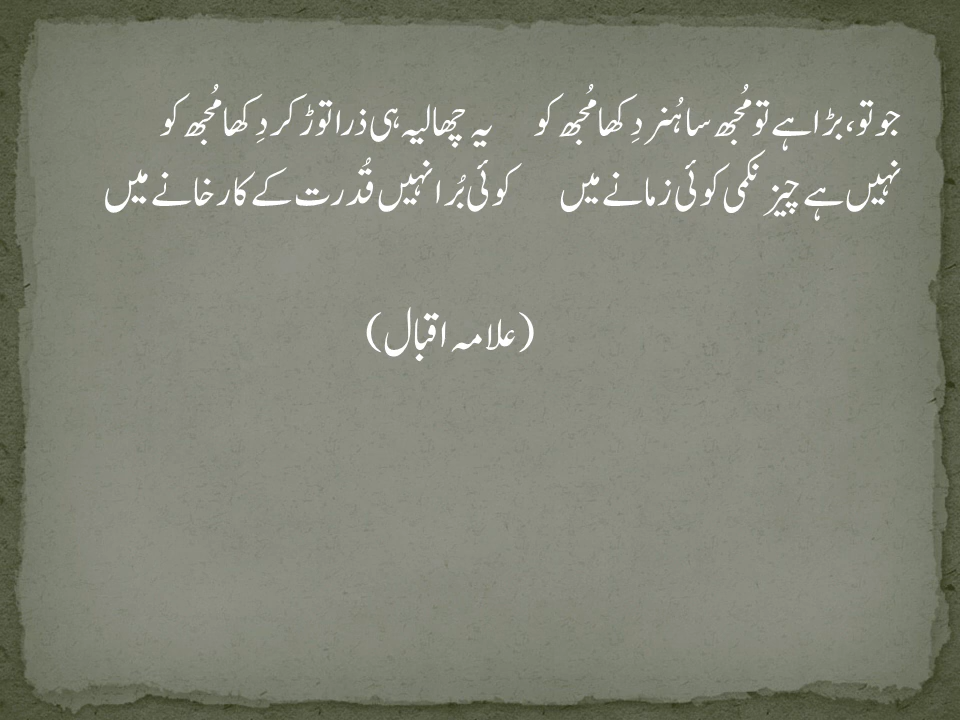 جو تو، بڑا ہے تو مُجھ سا ہُنر دِکھا مُجھ کو یہ چھالیہ ہی ذرا توڑ کر دِکھا مُجھ کو
نہیں ہے چیز نکمی کوئی زمانے میں کوئی بُرا نہیں قُدرت کے کارخانے میں
(علامہ اقبال)